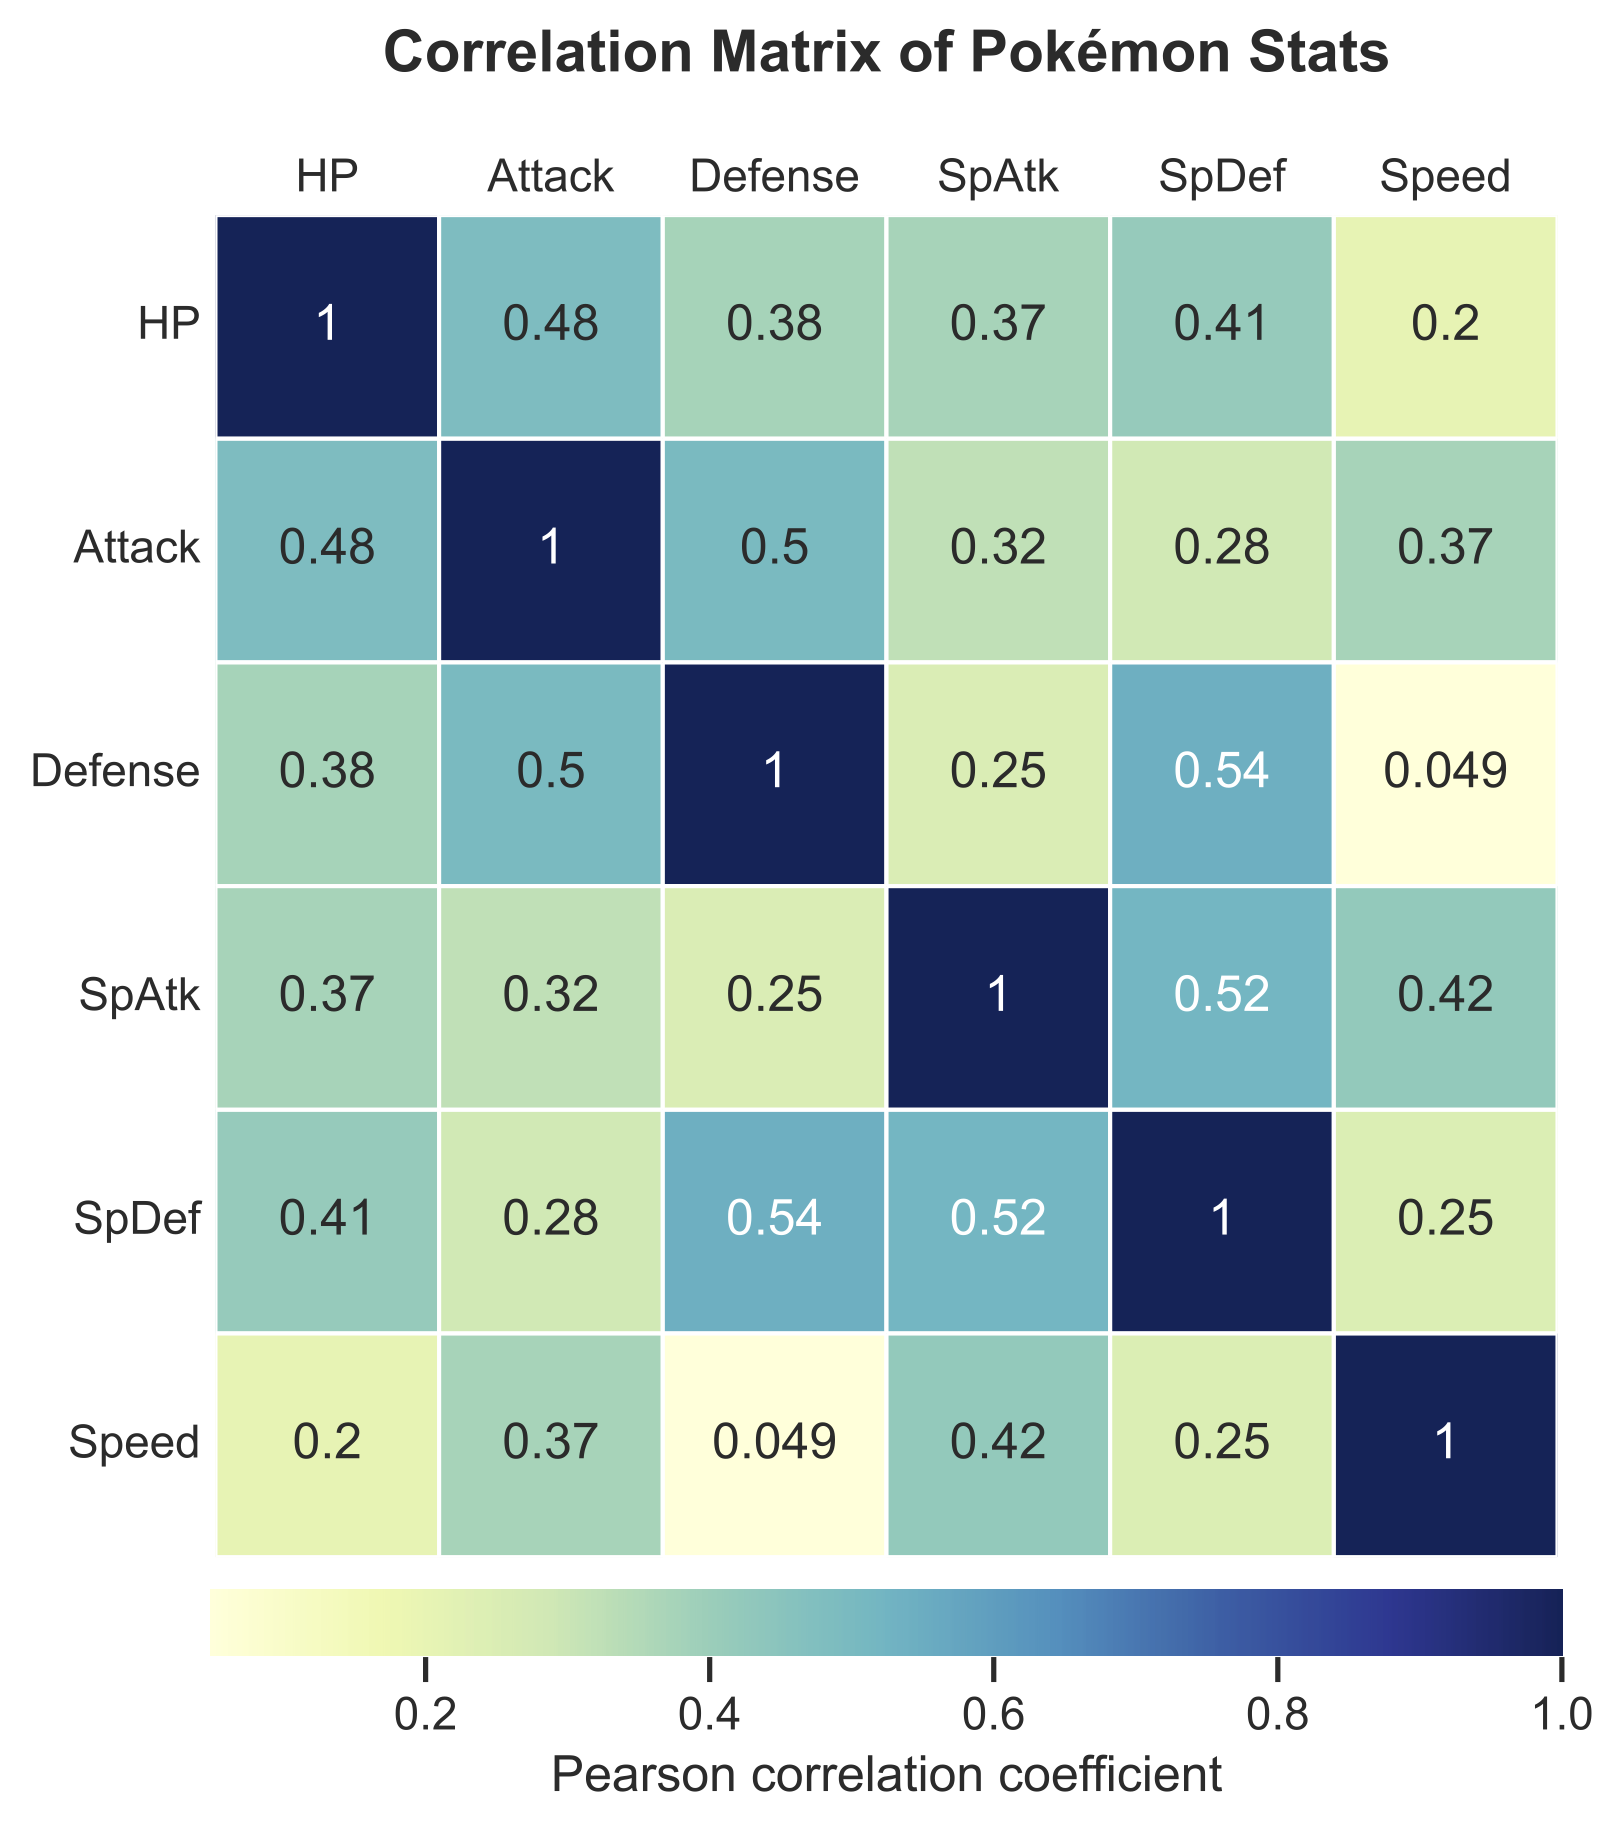 Correlation Matrix of Pokémon Stats
HP Attack Defense SpAtk SpDef Speed
HP 1 0.48 0.38 0.37 0.41 0.2
Attack 0.48 1 0.5 0.32 0.28 0.37
Defense 0.38 0.5 1 0.25 0.54 0.049
SpAtk 0.37 0.32 0.25 1 0.52 0.42
SpDef 0.41 0.28 0.54 0.52 1 0.25
Speed 0.2 0.37 0.049 0.42 0.25 1
0.2 0.4 0.6 0.8 1.0
Pearson correlation coefficient